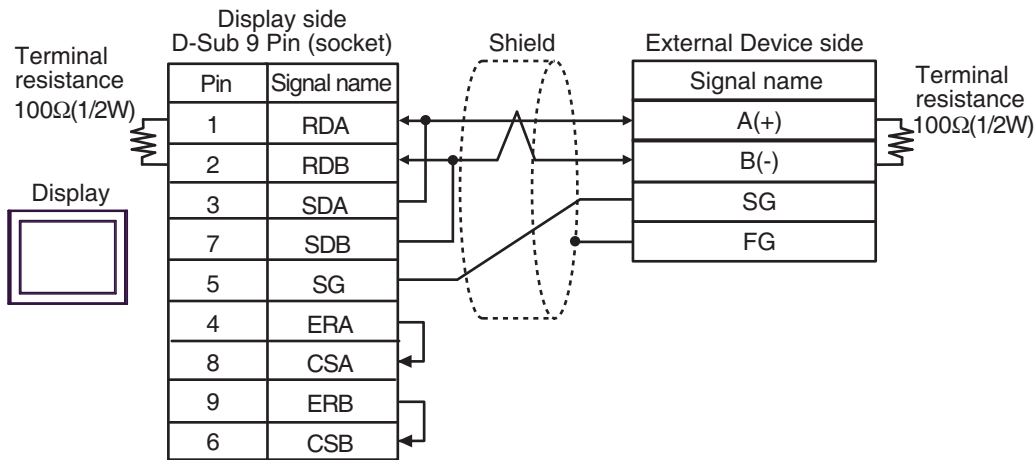 Display side
D-Sub 9 Pin (socket)
Shield
External Device side
Terminal
resistance
100Ω(1/2W)
Pin Signal name
1 RDA
2 RDB
3 SDA
7 SDB
5 SG
4 ERA
8 CSA
9 ERB
6 CSB
Display
Signal name
A(+)
B(-)
SG
FG
Terminal
resistance
100Ω(1/2W)